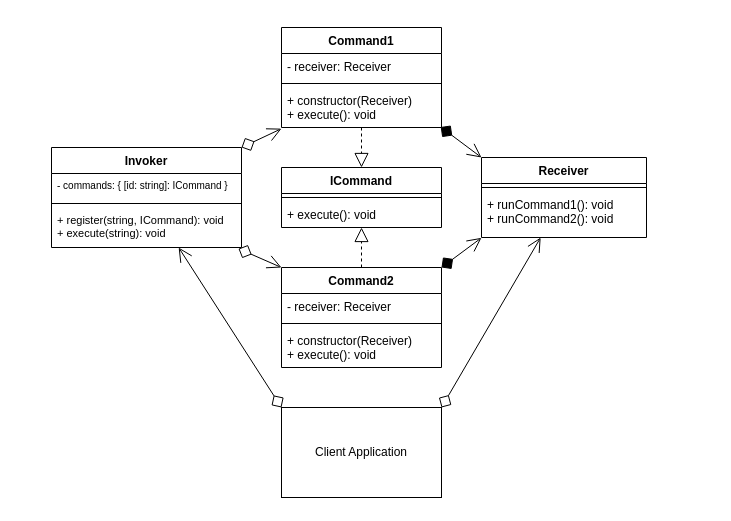 Command1
- receiver: Receiver
+ constructor(Receiver)
+ execute(): void
Invoker
- commands: { [id: string]: ICommand }
+ register(string, ICommand): void
+ execute(string): void
ICommand
+ execute(): void
Receiver
+ runCommand1(): void
+ runCommand2(): void
Command2
- receiver: Receiver
+ constructor(Receiver)
+ execute(): void
Client Application